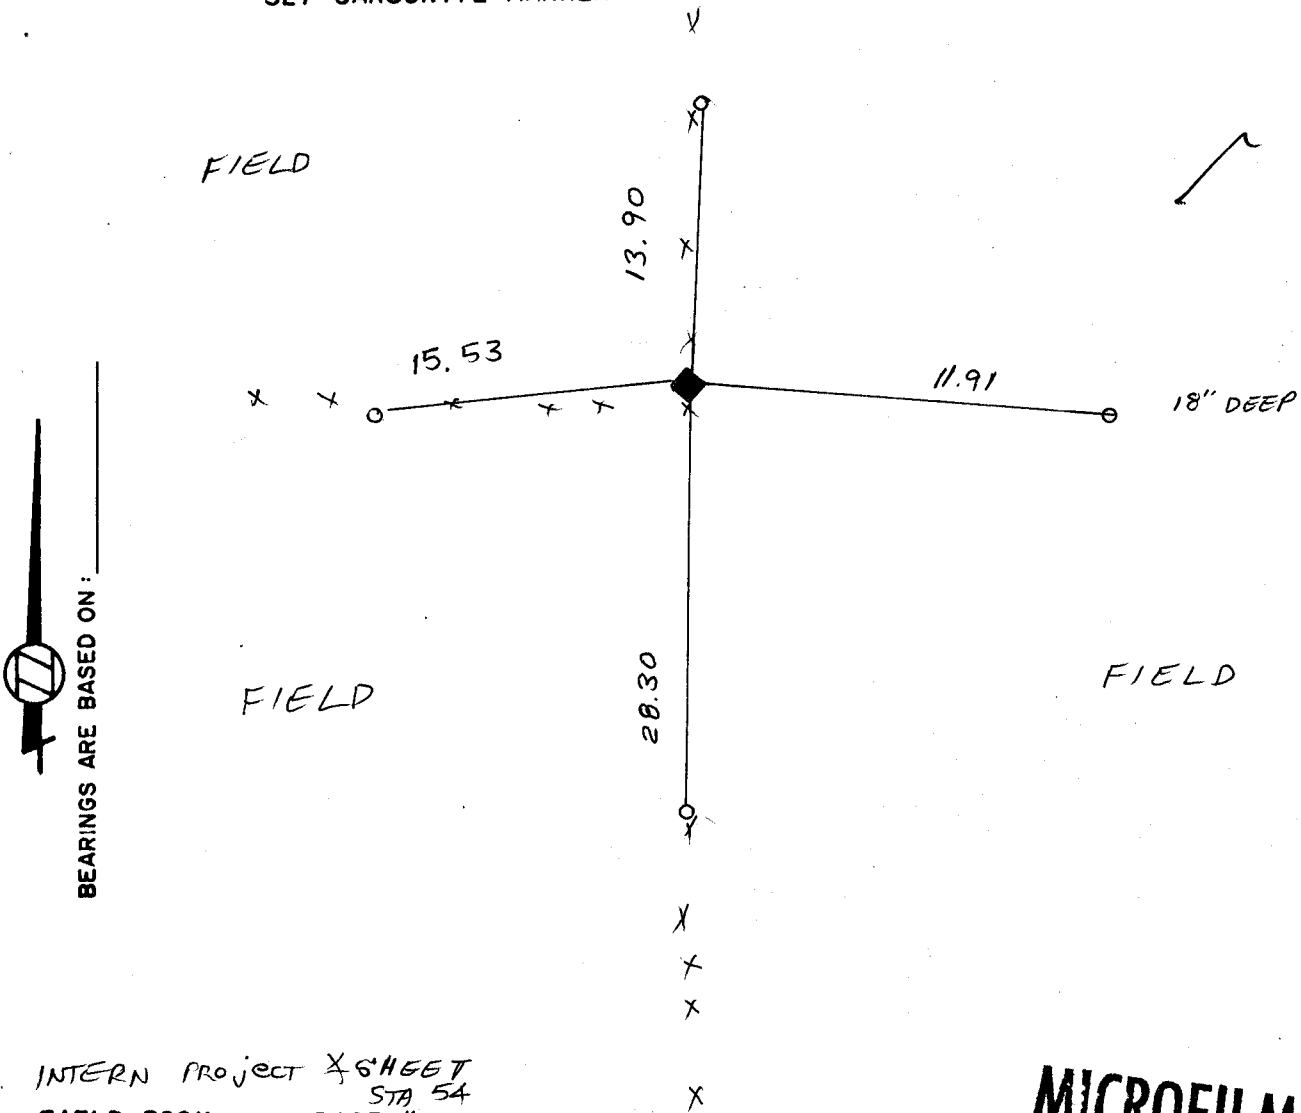 FIELD
13.90
15.53
11.91
18" DEEP
BEARINGS ARE BASED ON:
28.30
FIELD
FIELD
INTERN PROJECT SHEET
STA 54
MICROFILM